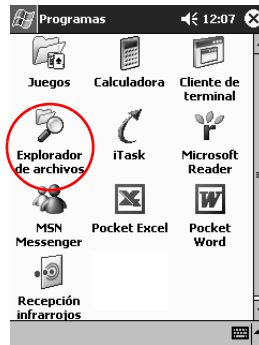 Programas 12:07
Juegos Calculadora Cliente de
terminal
Explorador
de archivos iTask Microsoft
Reader
MSN
Messenger Pocket Excel Pocket
Word
Recepción
infrarrojos